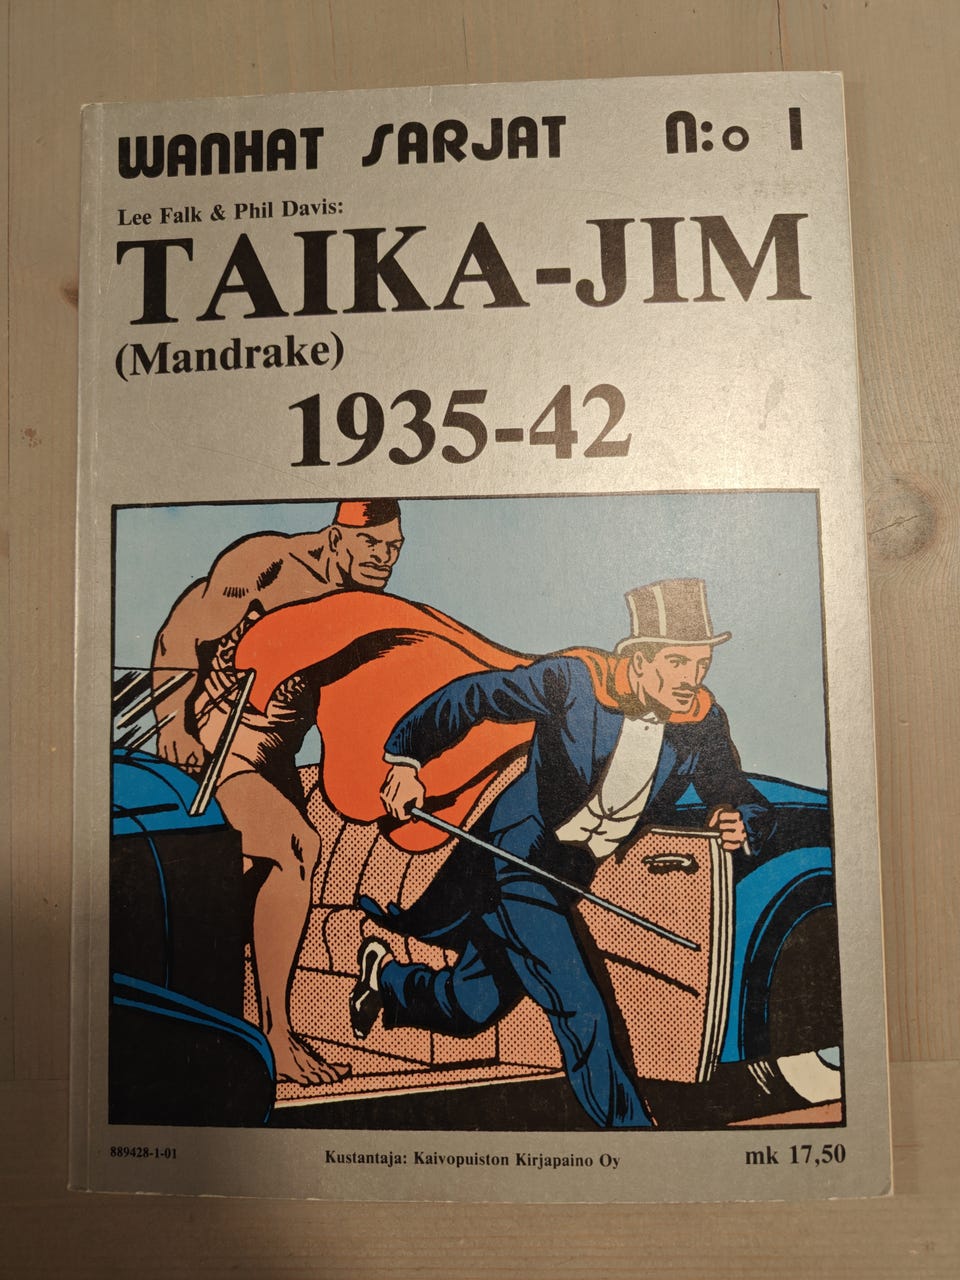 WANHAT SARJAT N:o 1
Lee Falk & Phil Davis:
TAIKA-JIM
(Mandrake)
1935-42
889428-1-01
Kustantaja: Kaivopuiston Kirjapaino Oy
mk 17,50